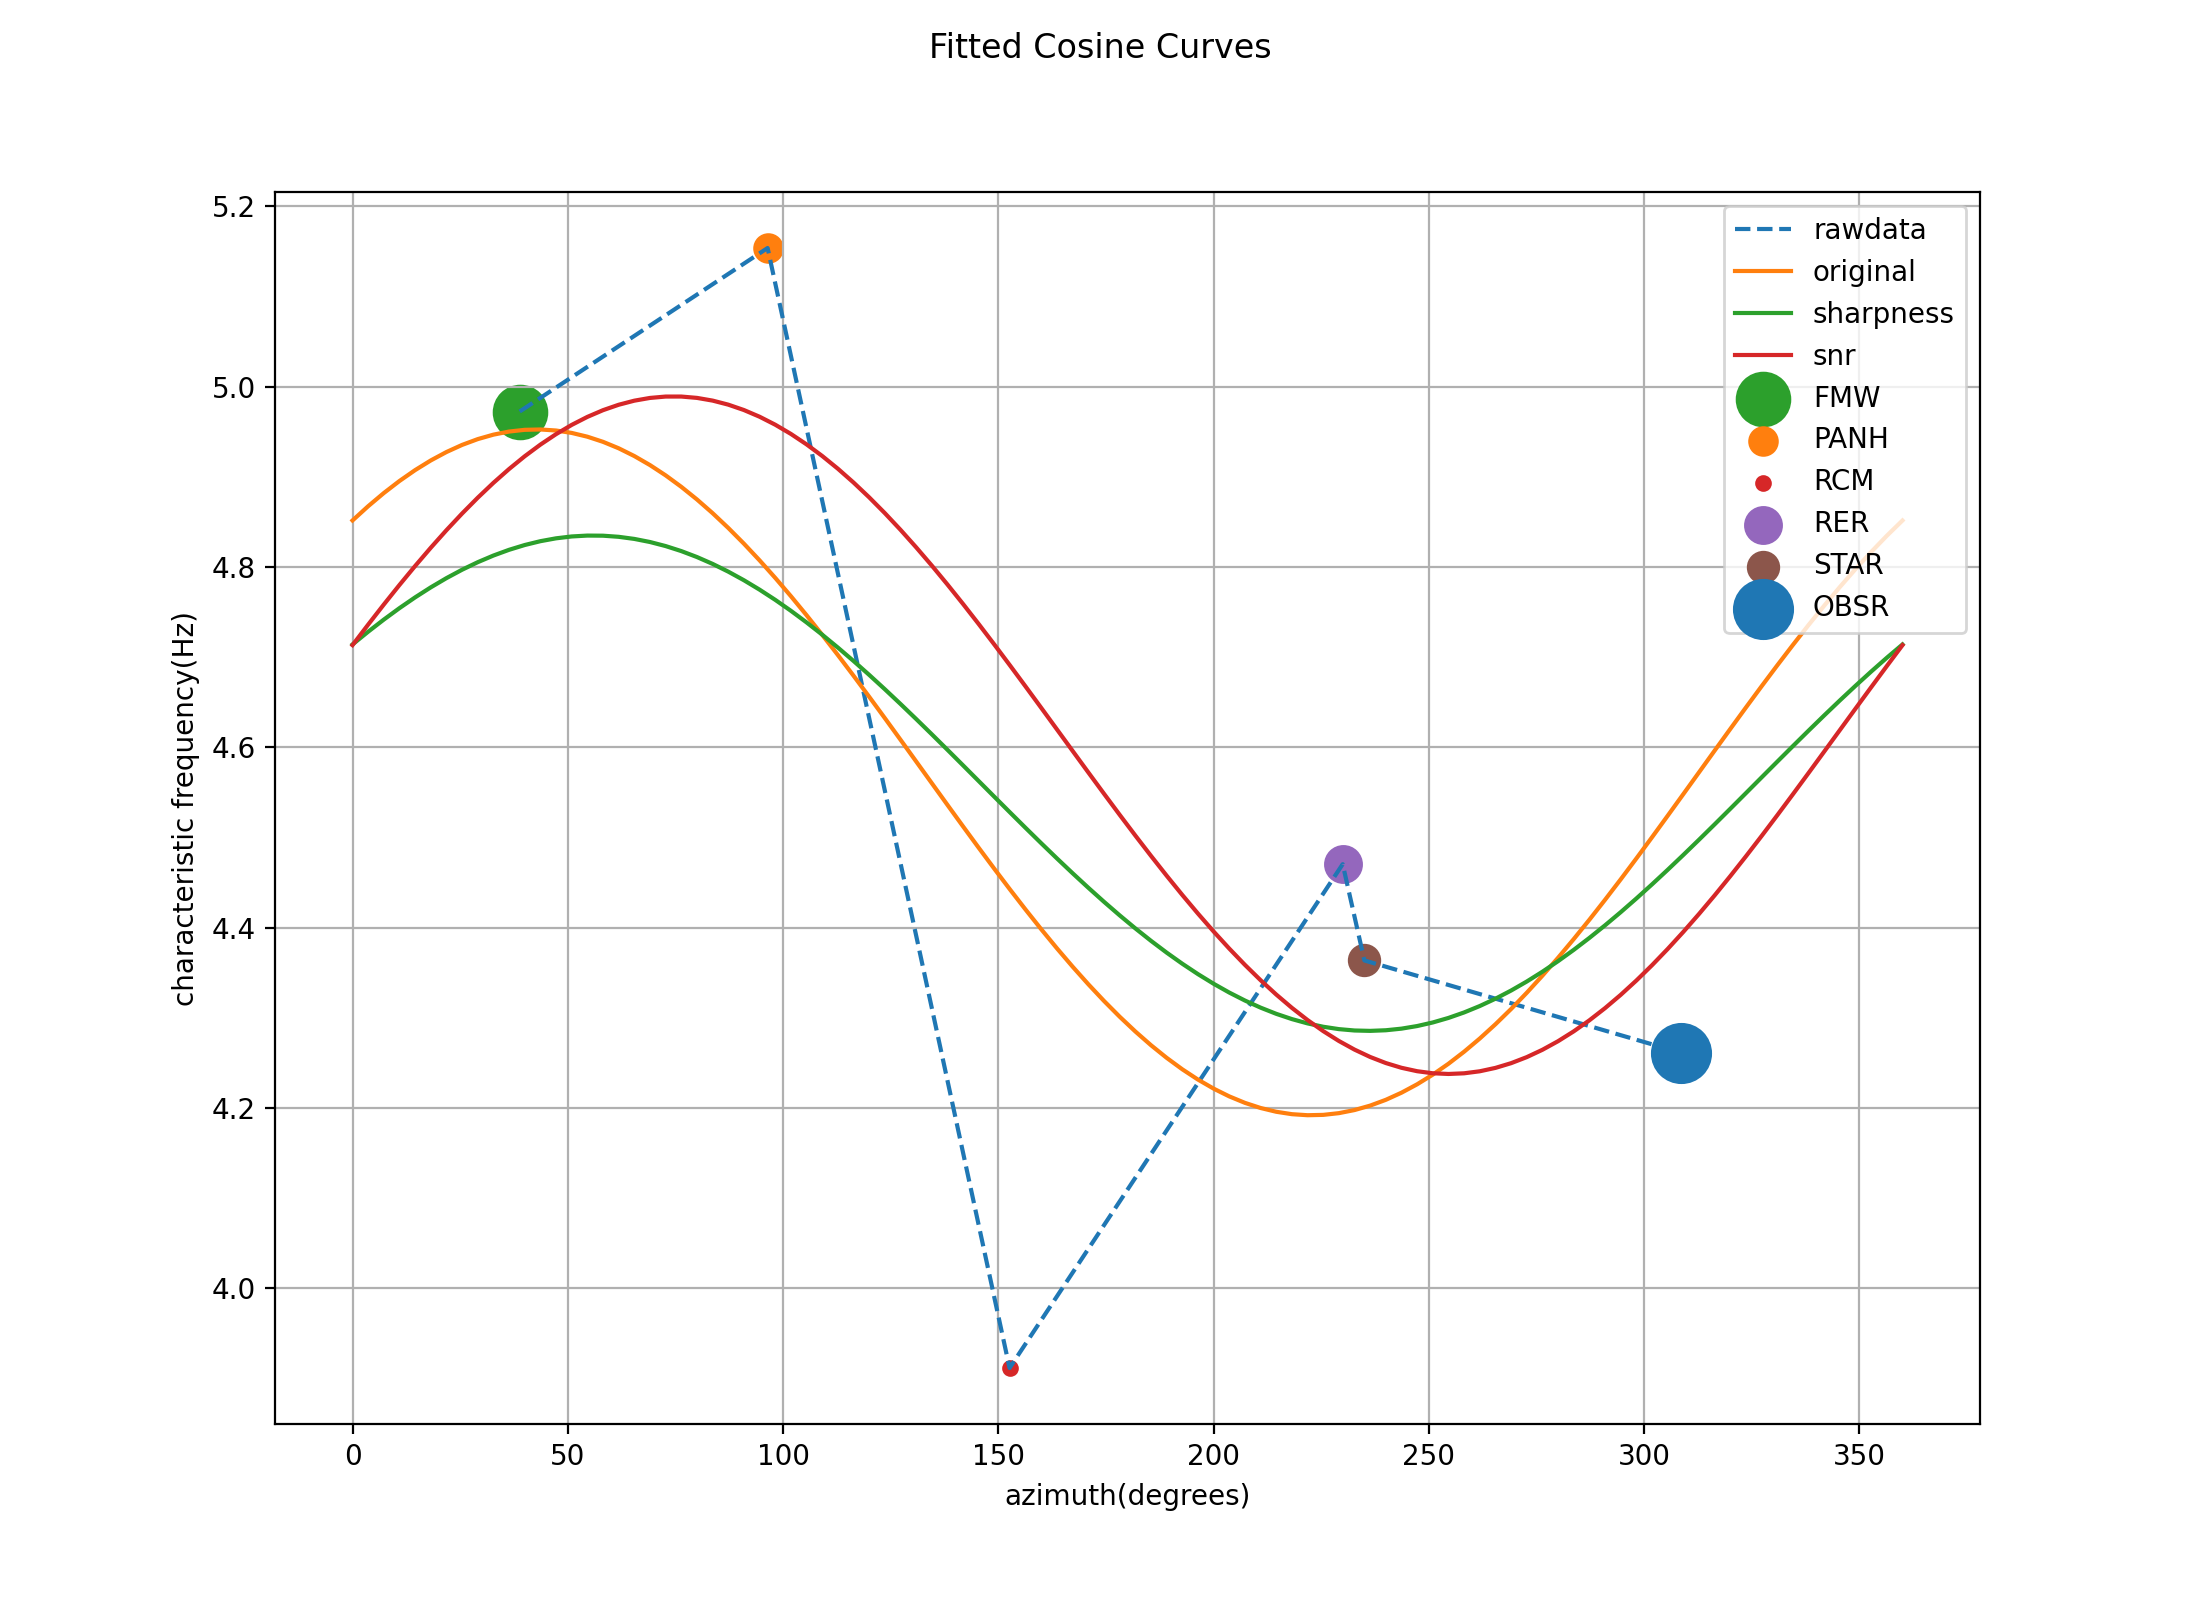 Fitted Cosine Curves
5.2
5.0
4.8
4.6
4.4
4.2
4.0
characteristic frequency(Hz)
rawdata
original
sharpness
snr
FMW
PANH
RCM
RER
STAR
OBSR
0 50 100 150 200 250 300 350
azimuth(degrees)